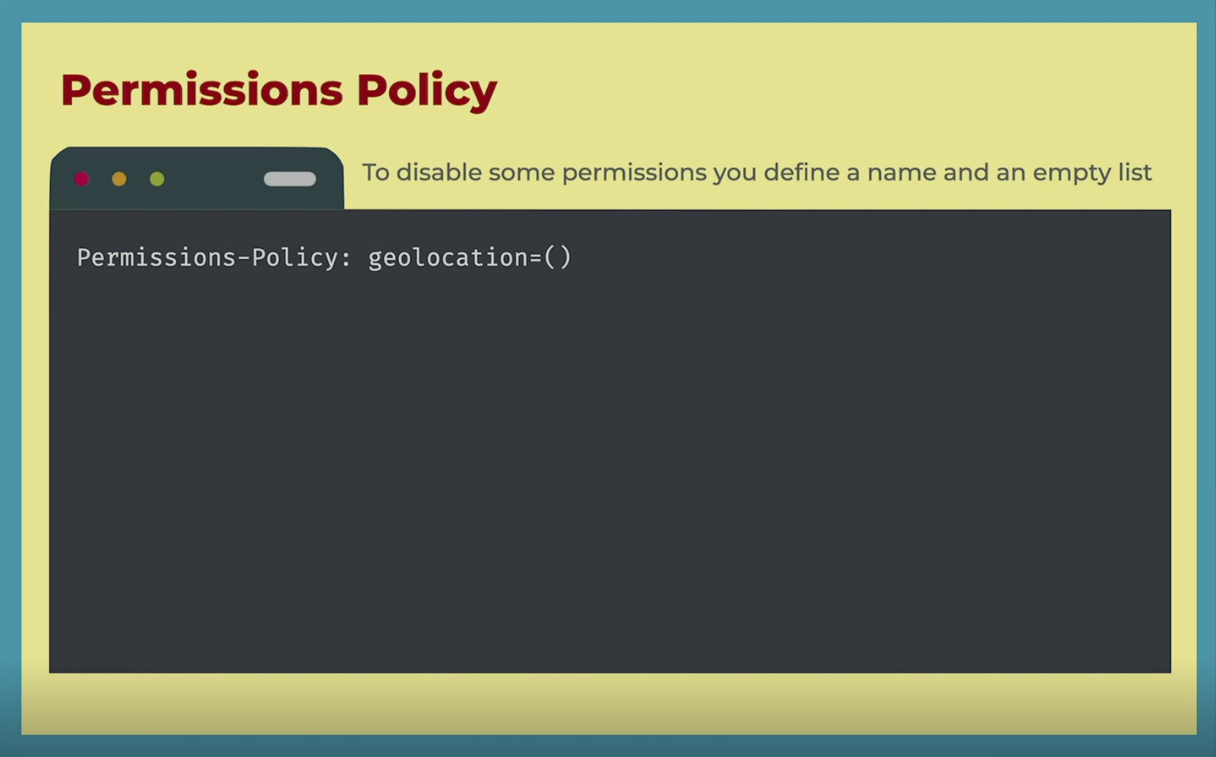 Permissions Policy
To disable some permissions you define a name and an empty list
Permissions-Policy: geolocation=()